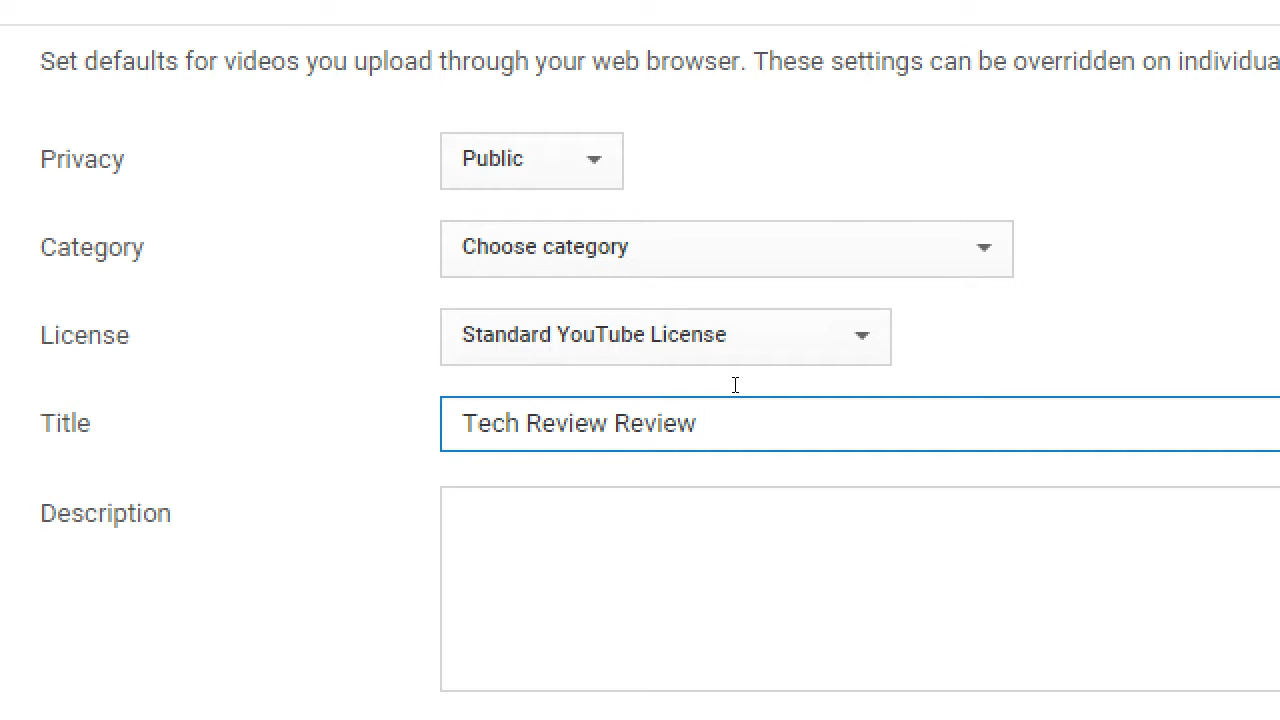 Set defaults for videos you upload through your web browser. These settings can be overridden on individua
Privacy
Public
Category
Choose category
License
Standard YouTube License
Title
Tech Review Review
Description